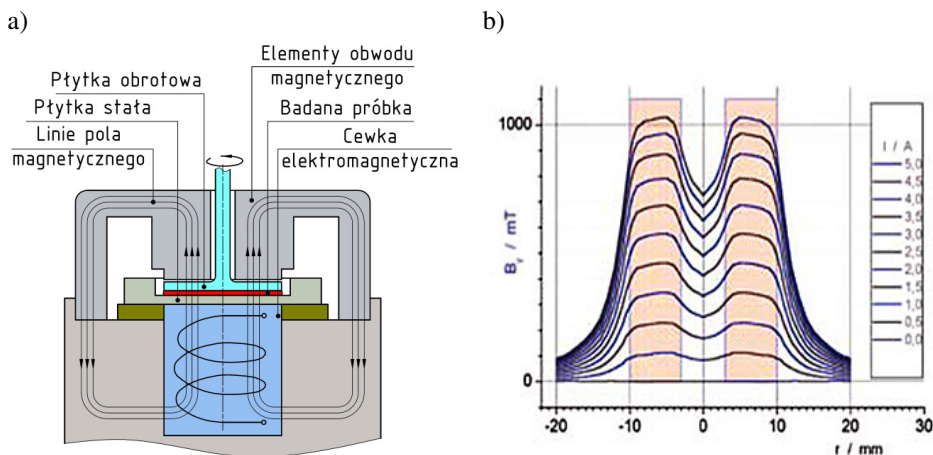 a)
Płytka obrotowa
Płytka stała
Linie pola
magnetycznego
Elementy obwodu
magnetycznego
Badana próbka
Cewka
elektromagnetyczna
b)
1000
0
B / mT
-20
-10
0
10
20
30
r / mm
I / A
5,0
4,5
4,0
3,5
3,0
2,5
2,0
1,5
1,0
0,5
0,0